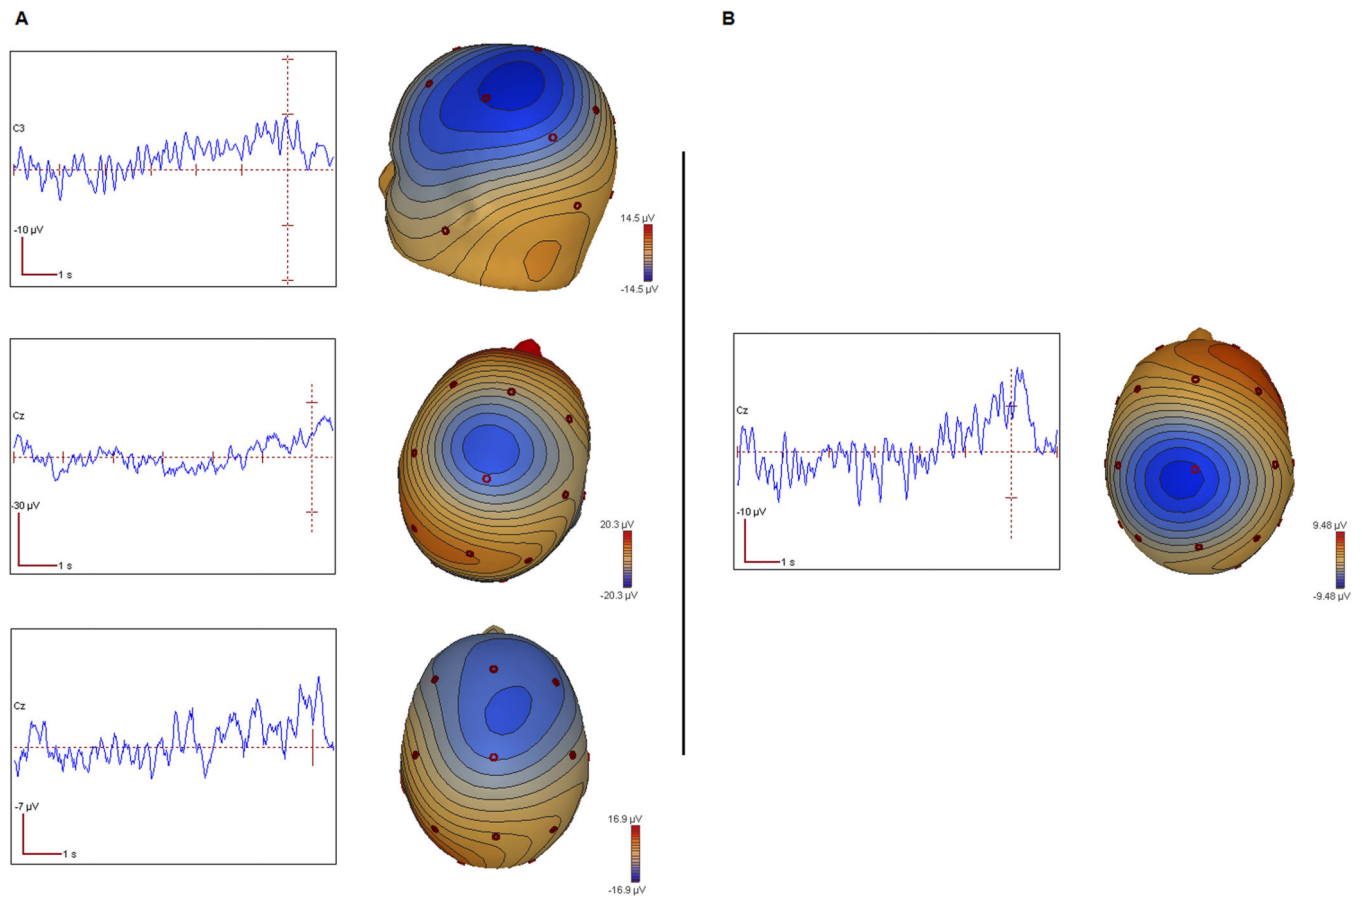 A
B
C3
-10 µV
1 s
14.5 µV
-14.5 µV
Cz
-30 µV
1 s
20.3 µV
-20.3 µV
Cz
-10 µV
1 s
9.48 µV
-9.48 µV
Cz
-7 µV
1 s
16.9 µV
-16.9 µV